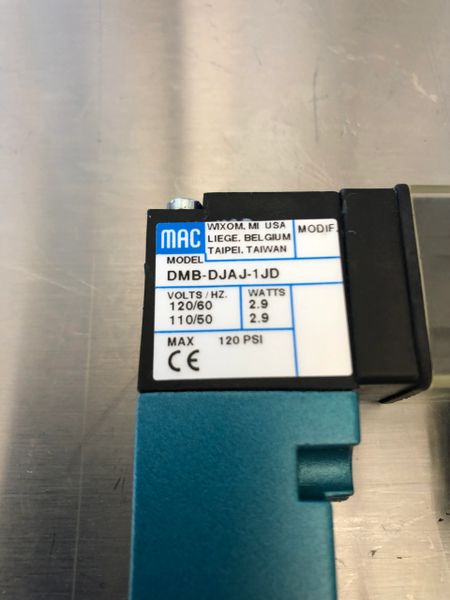 MAC
WIXOM, MI USA
LIEGE, BELGIUM
TAIPEI, TAIWAN
MODIF.
MODEL
DMB-DJAJ-1JD
VOLTS / HZ. WATTS
120/60 2.9
110/50 2.9
MAX 120 PSI
CE